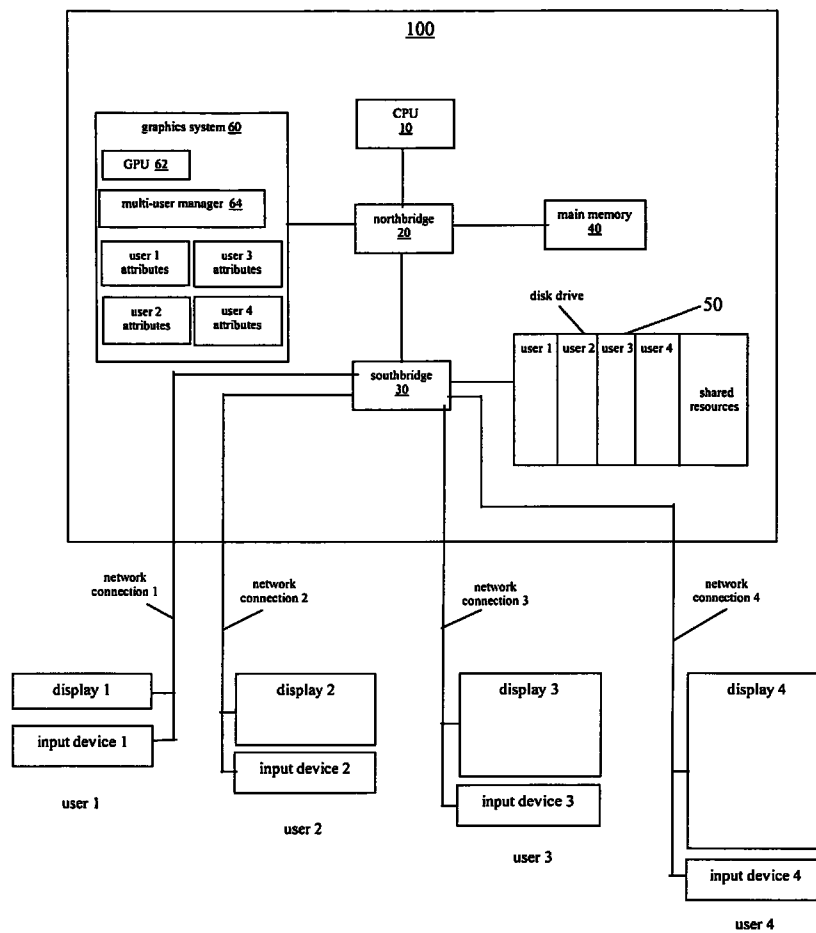 100
CPU
10
graphics system 60
GPU 62
multi-user manager 64
user 1
attributes
user 3
attributes
user 2
attributes
user 4
attributes
northbridge
20
main memory
40
disk drive
50
user 1
user 2
user 3
user 4
shared
resources
southbridge
30
network
connection 1
network
connection 2
network
connection 3
network
connection 4
display 1
input device 1
user 1
display 2
input device 2
user 2
display 3
input device 3
user 3
display 4
input device 4
user 4